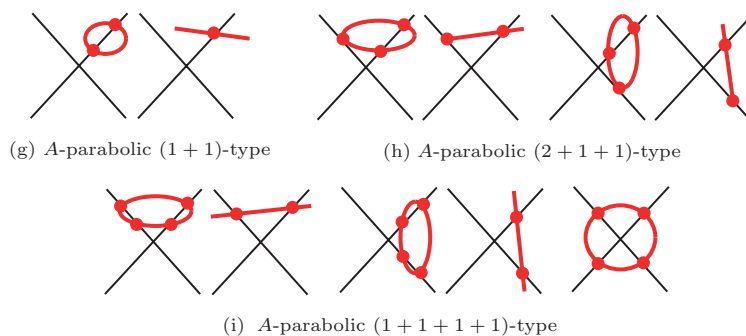 (g) A-parabolic (1 + 1)-type
(h) A-parabolic (2 + 1 + 1)-type
(i) A-parabolic (1 + 1 + 1 + 1)-type